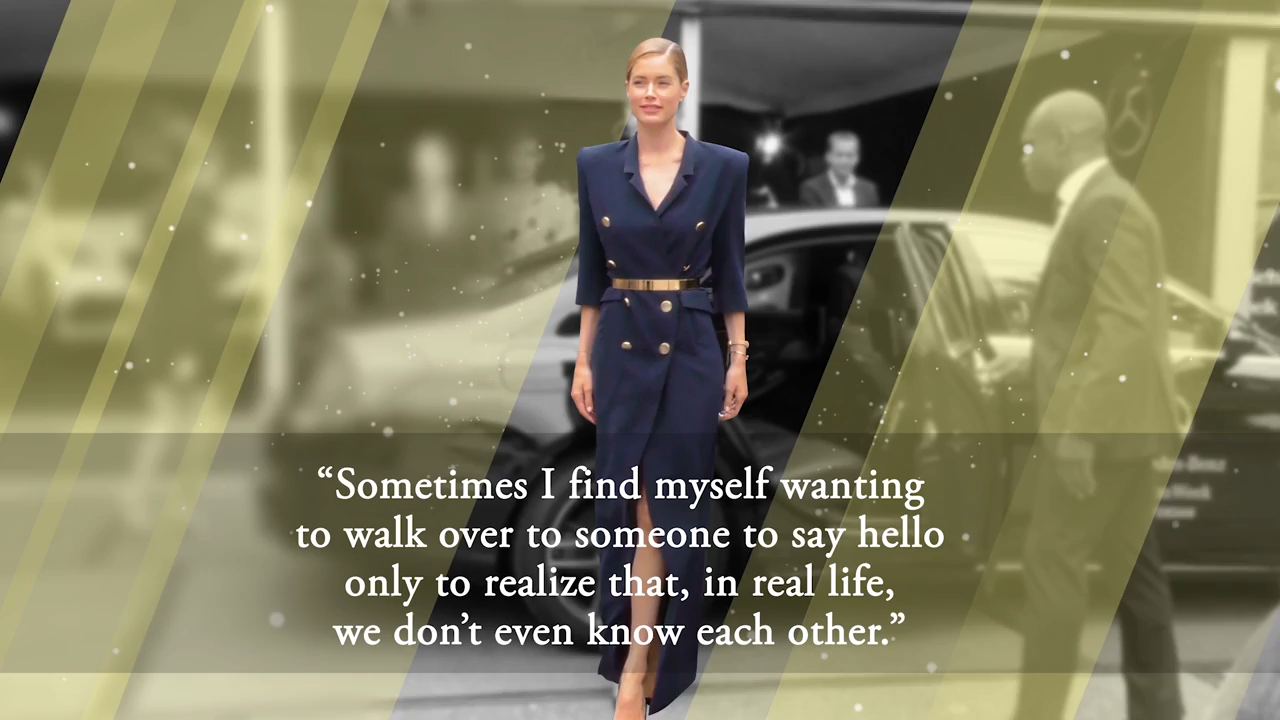 “Sometimes I find myself wanting
to walk over to someone to say hello
only to realize that, in real life,
we don’t even know each other.”